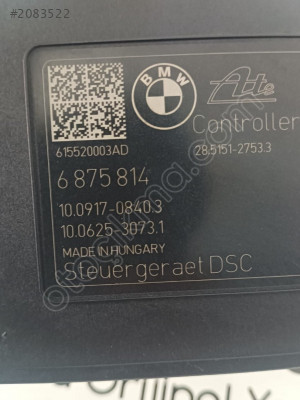 #2083522
BMW
Ate
Controller
615520003AD
28.5151-2753.3
6 875 814
10.0917-0840.3
10.0625-3073.1
MADE IN HUNGARY
Steuergeraet DSC